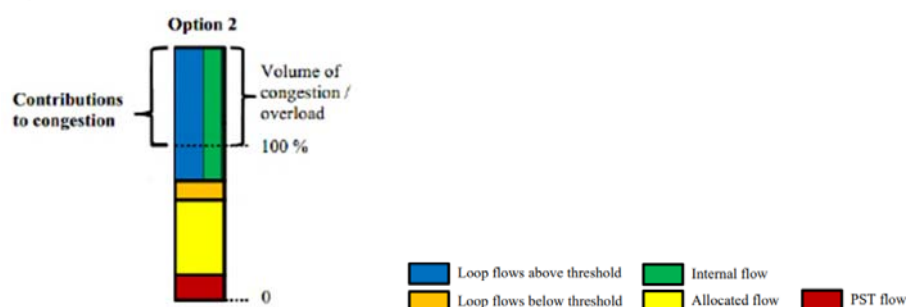 Option 2
Contributions
to congestion
Volume of
congestion /
overload
100 %
0
Loop flows above threshold
Internal flow
Loop flows below threshold
Allocated flow
PST flow